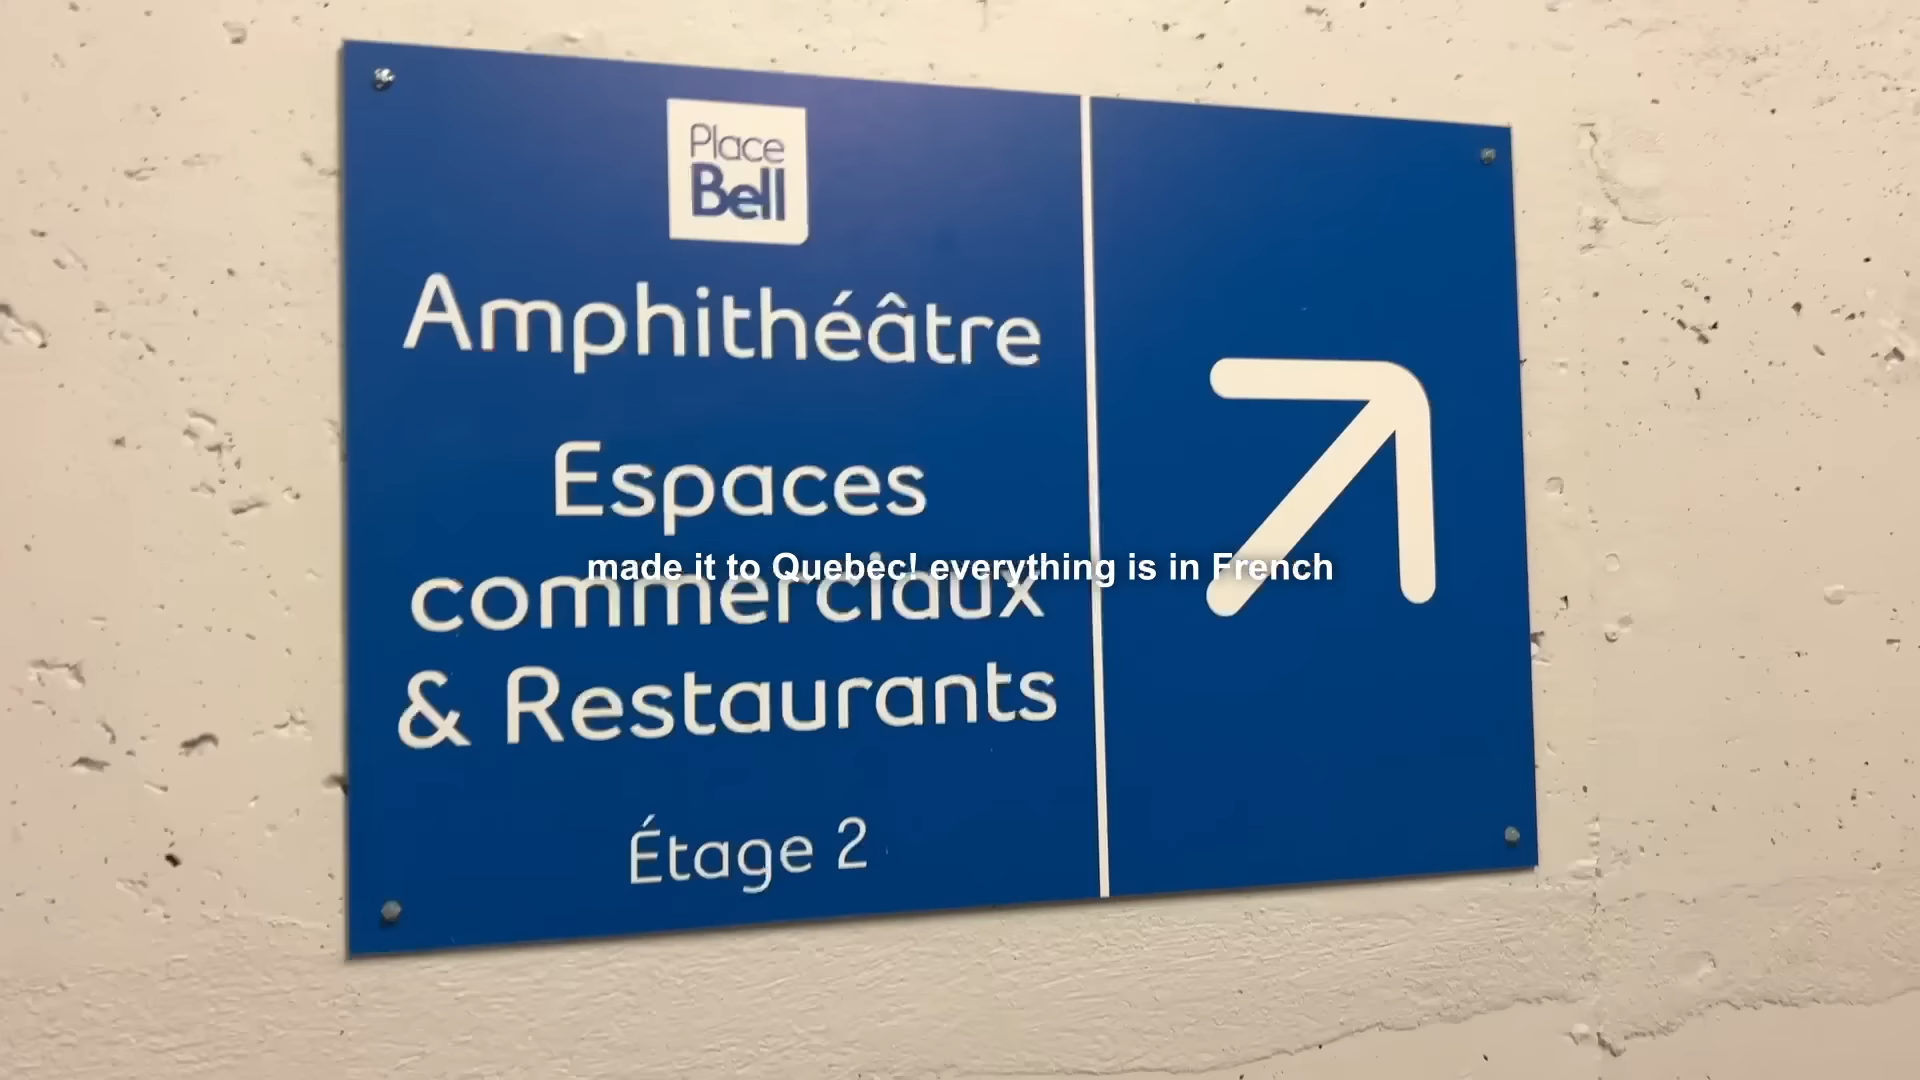 Place
Bell
Amphithéâtre
Espaces
made it to Quebec! everything is in French
commerciaux
& Restaurants
Étage 2